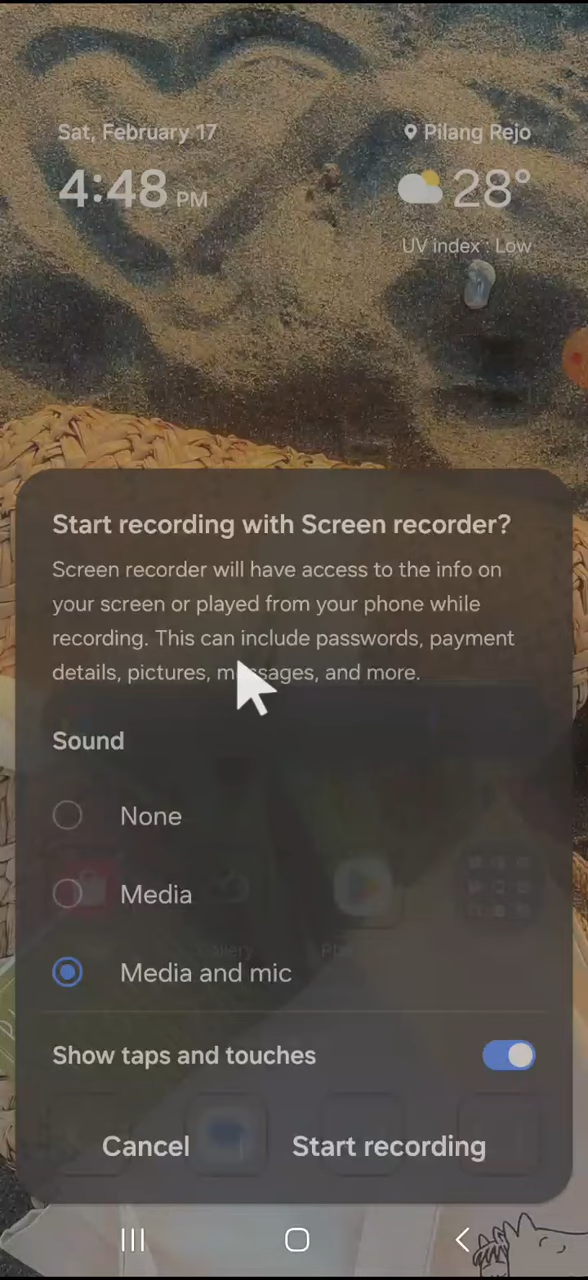 Sat, February 17
Pilang Rejo
4:48 PM
28°
UV index : Low
Start recording with Screen recorder?
Screen recorder will have access to the info on
your screen or played from your phone while
recording. This can include passwords, payment
details, pictures, messages, and more.
Sound
None
Media
Media and mic
Show taps and touches
Cancel
Start recording